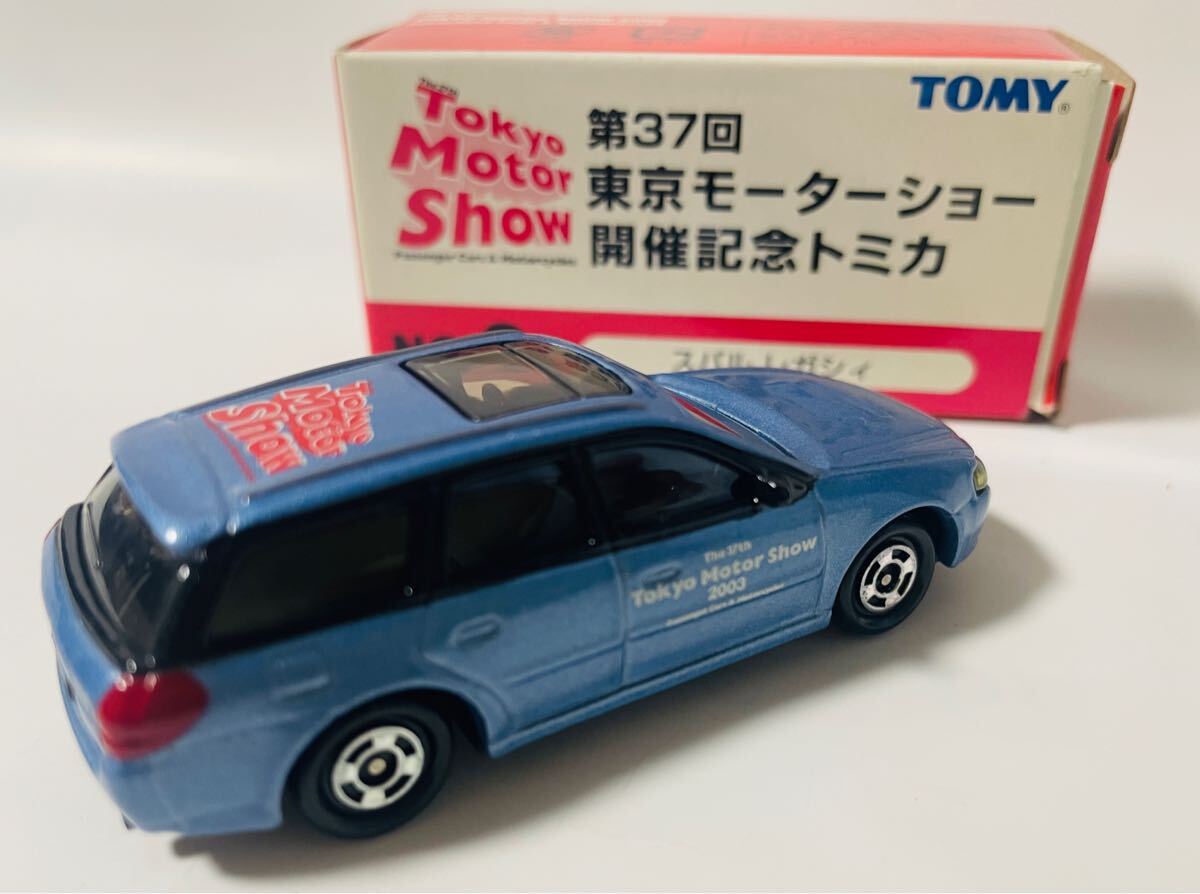 TOMY®
The 37th
Tokyo
Motor
Show
Passenger Cars & Motorcycles
第37回
東京モーターショー
開催記念トミカ
スバル レガシィ
Tokyo
Motor
Show
The 37th
Tokyo Motor Show
2003
Passenger Cars & Motorcycles